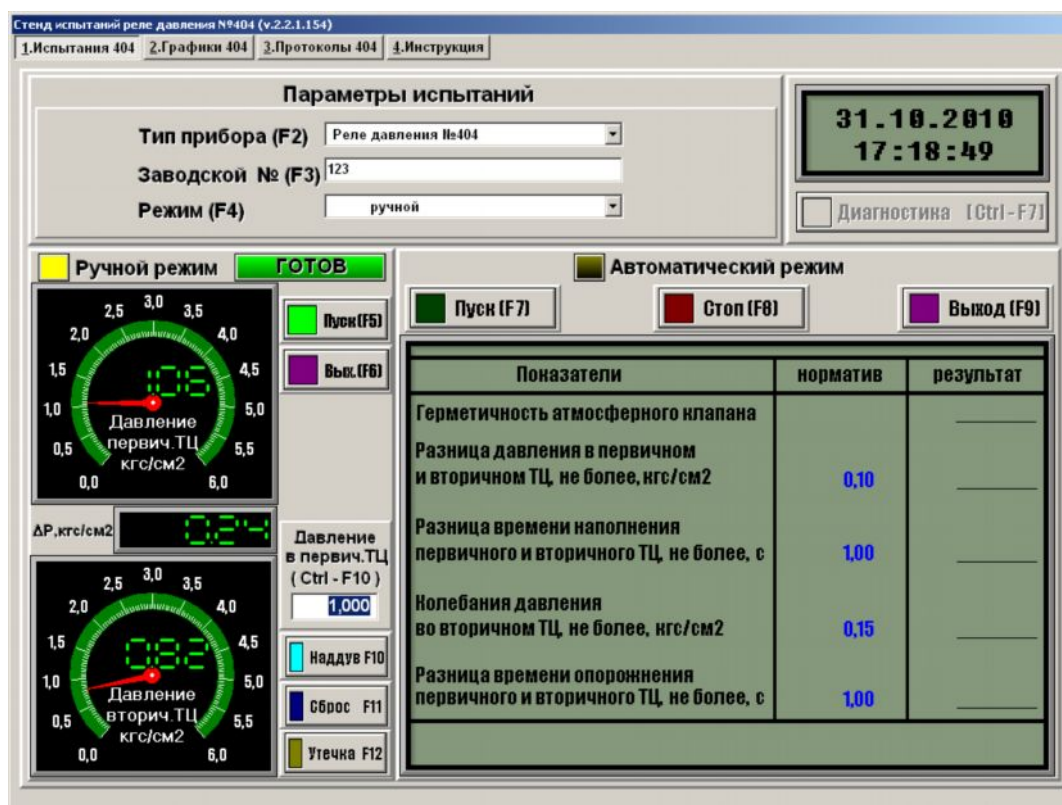 Стенд испытаний реле давления №404 (v.2.2.1.154)
1.Испытания 404 2.Графики 404 3.Протоколы 404 4.Инструкция
Параметры испытаний
Тип прибора (F2) Реле давления №404
Заводской № (F3) 123
Режим (F4) ручной
31.10.2010
17:18:49
Диагностика [Ctrl-F7]
Ручной режим ГОТОВ
Пуск(F5)
Вых.(F6)
0,0 0,5 1,0 1,5 2,0 2,5 3,0 3,5 4,0 4,5 5,0 5,5 6,0
1.06
Давление
первич.ТЦ
кгс/см2
ΔР,кгс/см2 0.24
0,0 0,5 1,0 1,5 2,0 2,5 3,0 3,5 4,0 4,5 5,0 5,5 6,0
0.82
Давление
вторич.ТЦ
кгс/см2
Давление
в первич.ТЦ
( Ctrl - F10 )
1,000
Наддув F10
Сброс F11
Утечка F12
Автоматический режим
Пуск (F7) Стоп (F8) Выход (F9)
Показатели норматив результат
Герметичность атмосферного клапана
Разница давления в первичном
и вторичном ТЦ, не более, кгс/см2 0,10
Разница времени наполнения
первичного и вторичного ТЦ, не более, с 1,00
Колебания давления
во вторичном ТЦ, не более, кгс/см2 0,15
Разница времени опорожнения
первичного и вторичного ТЦ, не более, с 1,00